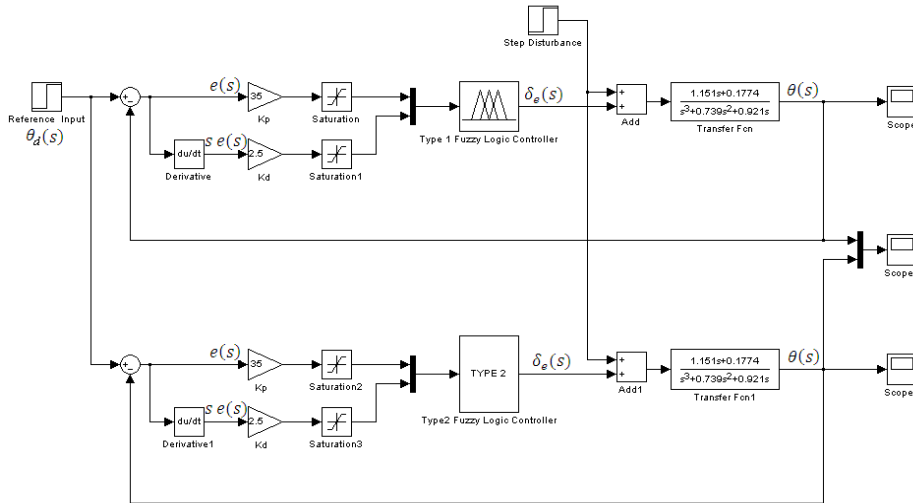 Step Disturbance
Reference Input
θd(s)
+
−
e(s)
35
Kp
Saturation
du/dt
Derivative
s e(s)
2.5
Kd
Saturation1
Type 1 Fuzzy Logic Controller
δe(s)
+
+
Add
1.151s+0.1774
s³+0.739s²+0.921s
Transfer Fcn
θ(s)
Scope
Scope
+
−
e(s)
35
Kp
Saturation2
du/dt
Derivative1
s e(s)
2.5
Kd
Saturation3
TYPE 2
Type2 Fuzzy Logic Controller
δe(s)
+
+
Add1
1.151s+0.1774
s³+0.739s²+0.921s
Transfer Fcn1
θ(s)
Scope